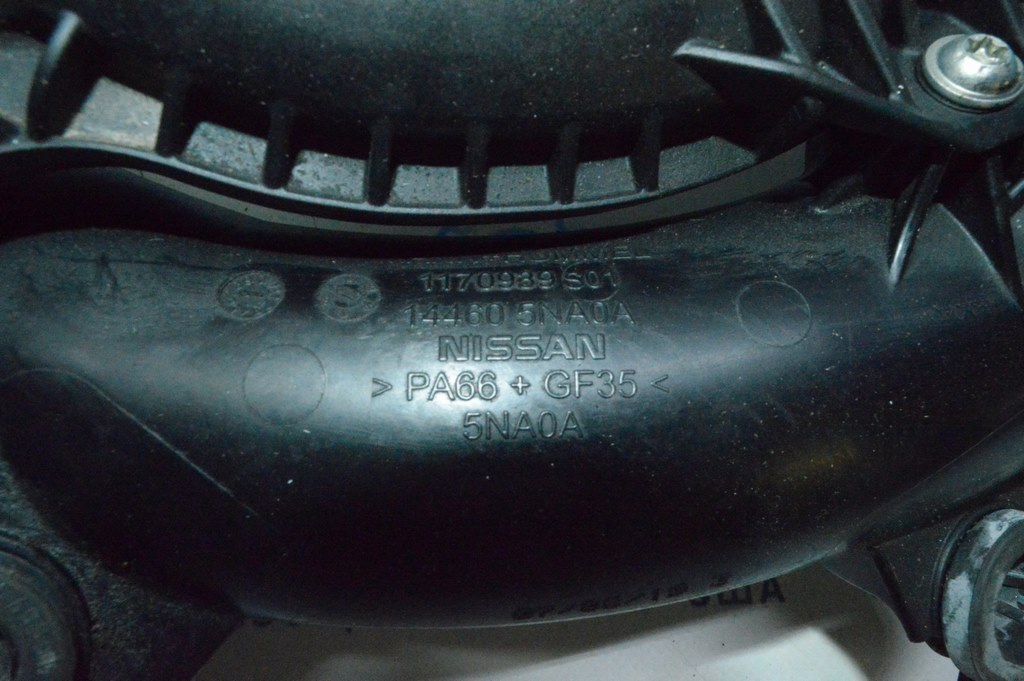 1170939 S01
14460 5NA0A
NISSAN
> PA66 + GF35 <
5NA0A